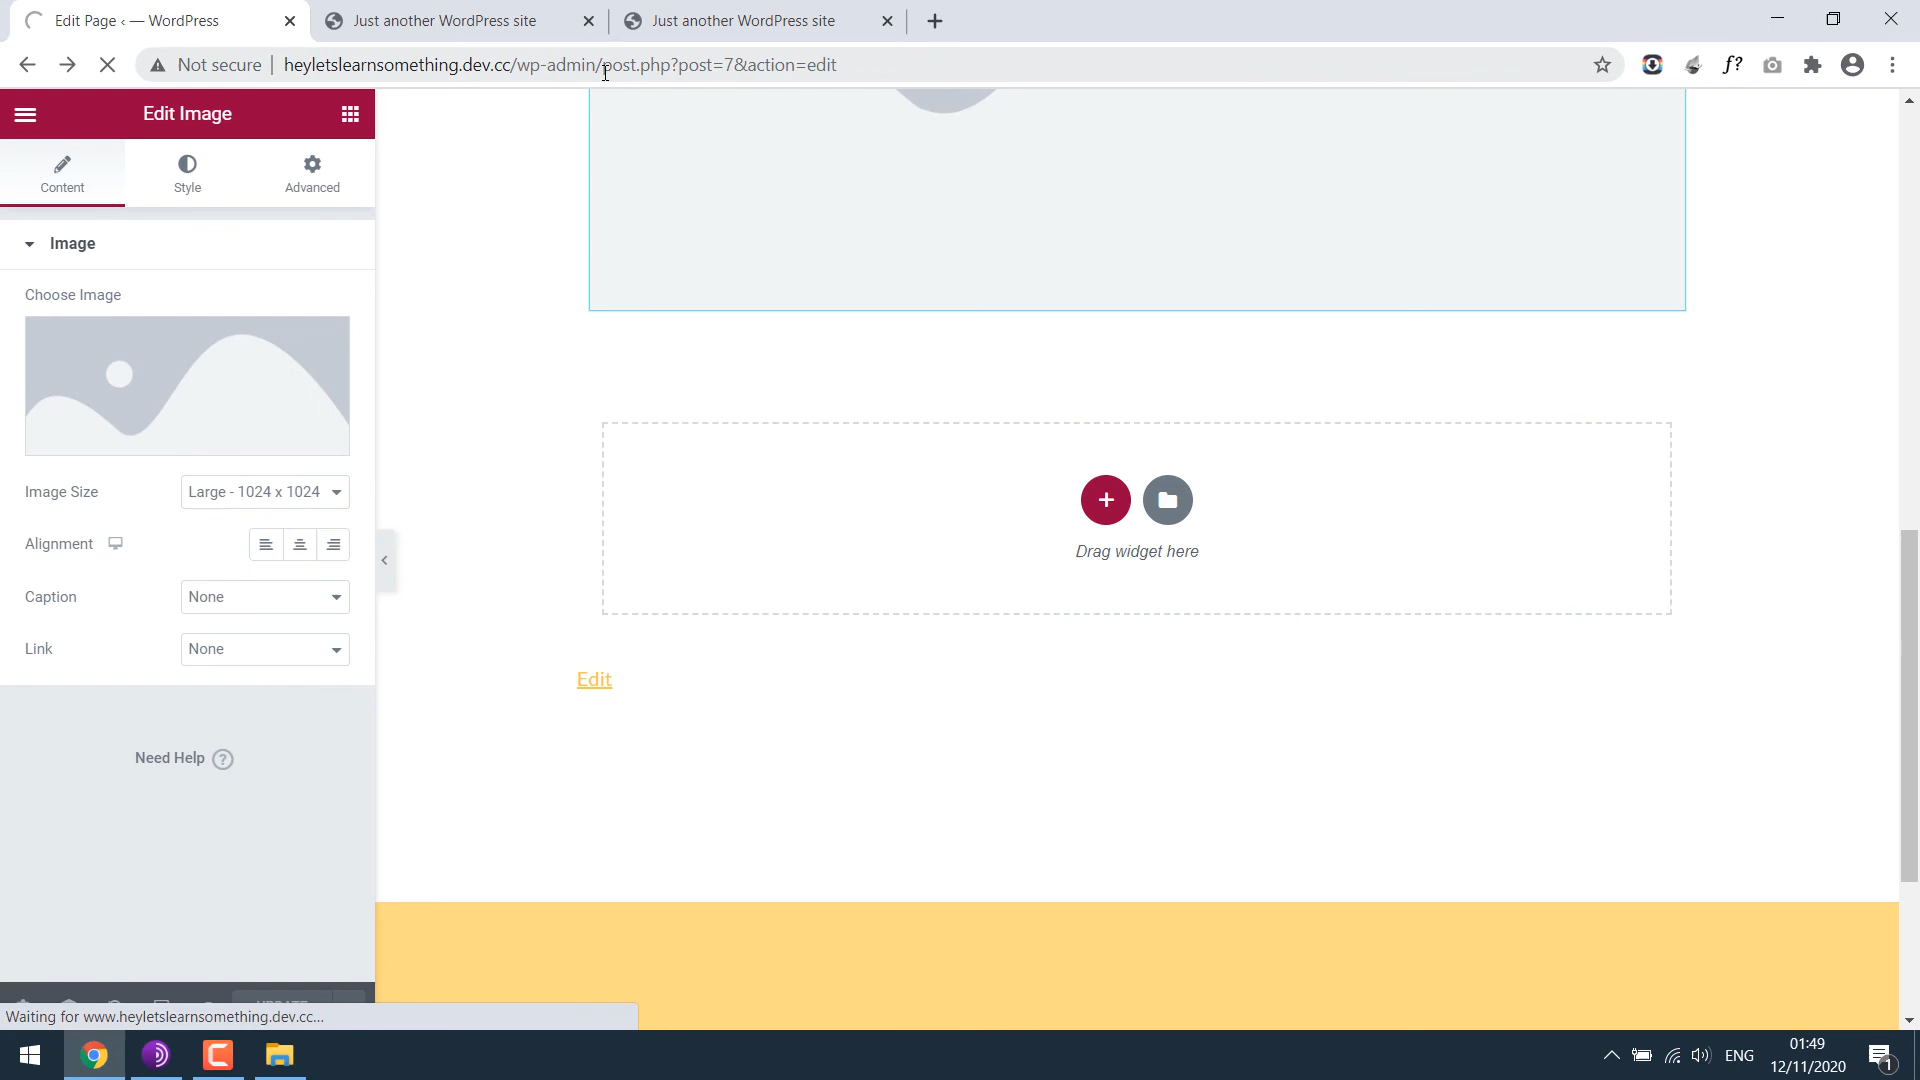 Edit Page ‹ — WordPress
Just another WordPress site
Just another WordPress site
Not secure
heyletslearnsomething.dev.cc/wp-admin/post.php?post=7&action=edit
f?
Edit Image
Content
Style
Advanced
Image
Choose Image
Image Size
Large - 1024 x 1024
Alignment
Caption
None
Link
None
Need Help
?
Drag widget here
Edit
UPDATE
Waiting for www.heyletslearnsomething.dev.cc...
ENG
01:49
12/11/2020
1